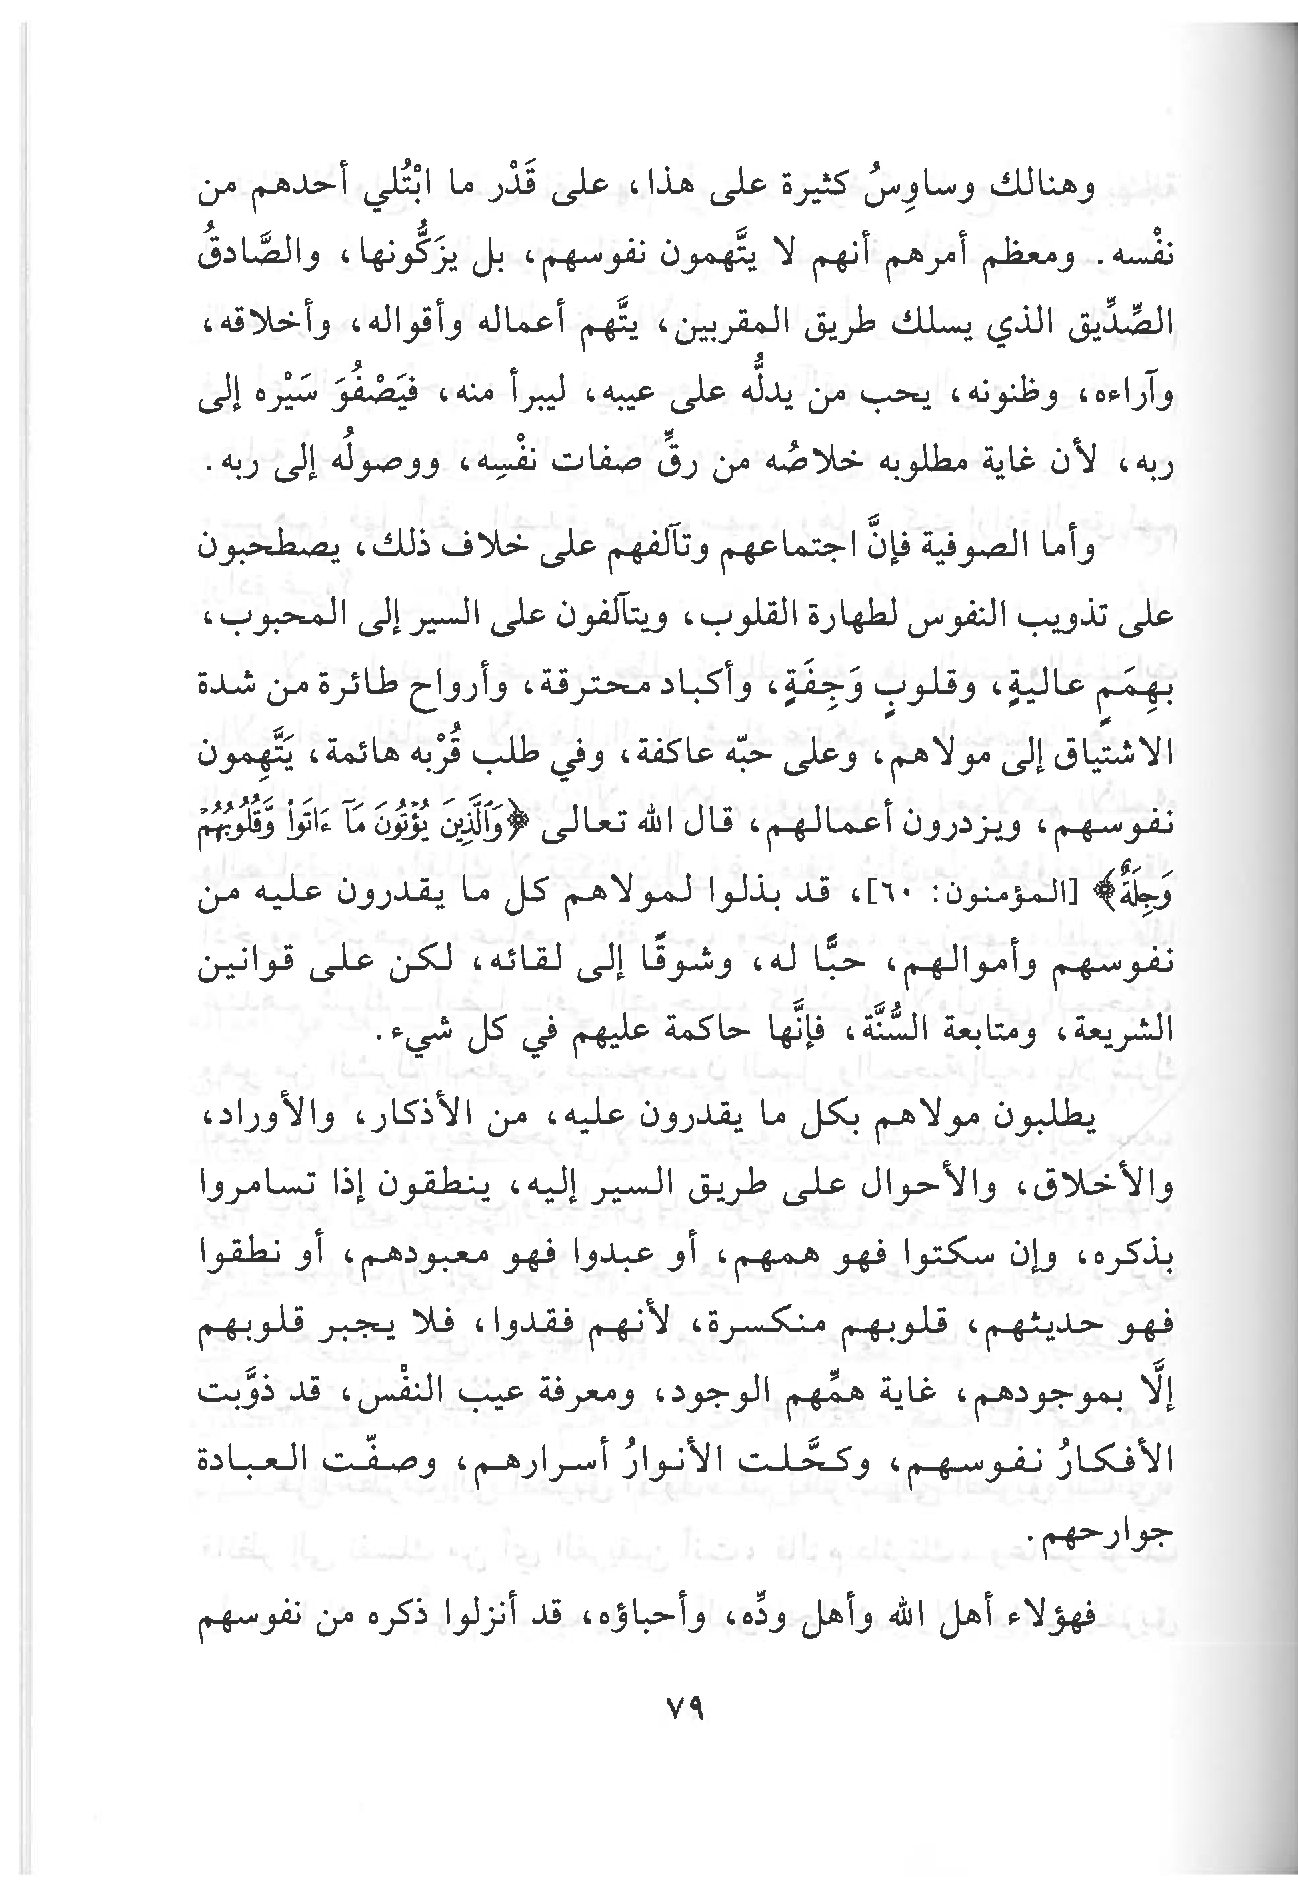 وهنالك وساوِسُ كثيرة على هذا، على قَدْر ما ابْتُلي أحدهم من
نفْسه. ومعظم أمرهم أنهم لا يتَّهمون نفوسهم، بل يزَكُّونها، والصَّادقُ
الصِّدِّيق الذي يسلك طريق المقربين، يتَّهم أعماله وأقواله، وأخلاقه،
وآراءه، وظنونه، يحب من يدلُّه على عيبه، ليبرأ منه، فيَصْفُوَ سَيْره إلى
ربه، لأن غاية مطلوبه خلاصُه من رقِّ صفات نفْسِه، ووصولُه إلى ربه.
وأما الصوفية فإنَّ اجتماعهم وتآلفهم على خلاف ذلك، يصطحبون
على تذويب النفوس لطهارة القلوب، ويتآلفون على السير إلى المحبوب،
بهِمَمٍ عاليةٍ، وقلوبٍ وَجِفَةٍ، وأكباد محترقة، وأرواح طائرة من شدة
الاشتياق إلى مولاهم، وعلى حبّه عاكفة، وفي طلب قُرْبه هائمة، يَتَّهِمون
نفوسهم، ويزدرون أعمالهم، قال الله تعالى ﴿وَٱلَّذِينَ يُؤۡتُونَ مَآ ءَاتَواْ وَّقُلُوبُهُمۡ
وَجِلَةٌ﴾ [المؤمنون: ٦٠]، قد بذلوا لمولاهم كل ما يقدرون عليه من
نفوسهم وأموالهم، حبًّا له، وشوقًا إلى لقائه، لكن على قوانين
الشريعة، ومتابعة السُّنَّة، فإنَّها حاكمة عليهم في كل شيء.
يطلبون مولاهم بكل ما يقدرون عليه، من الأذكار، والأوراد،
والأخلاق، والأحوال على طريق السير إليه، ينطقون إذا تسامروا
بذكره، وإن سكتوا فهو همهم، أو عبدوا فهو معبودهم، أو نطقوا
فهو حديثهم، قلوبهم منكسرة، لأنهم فقدوا، فلا يجبر قلوبهم
إلَّا بموجودهم، غاية همِّهم الوجود، ومعرفة عيب النفْس، قد ذوَّبت
الأفكارُ نفوسهم، وكحَّلت الأنوارُ أسرارهم، وصفّت العبادة
جوارحهم.
فهؤلاء أهل الله وأهل ودِّه، وأحباؤه، قد أنزلوا ذكره من نفوسهم
٧٩